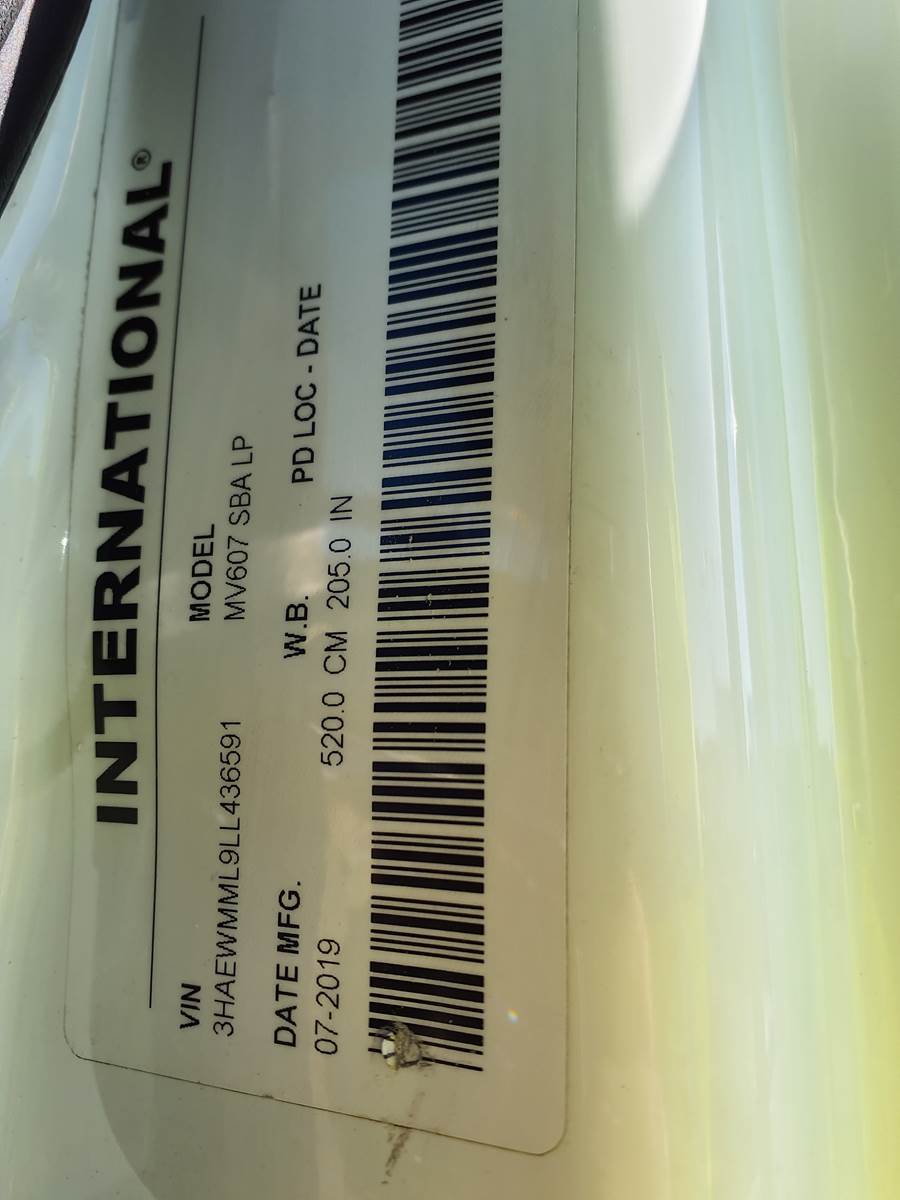 INTERNATIONAL®
VIN MODEL
3HAEWMML9LL436591 MV607 SBA LP
DATE MFG. W.B. PD LOC - DATE
07-2019 520.0 CM 205.0 IN